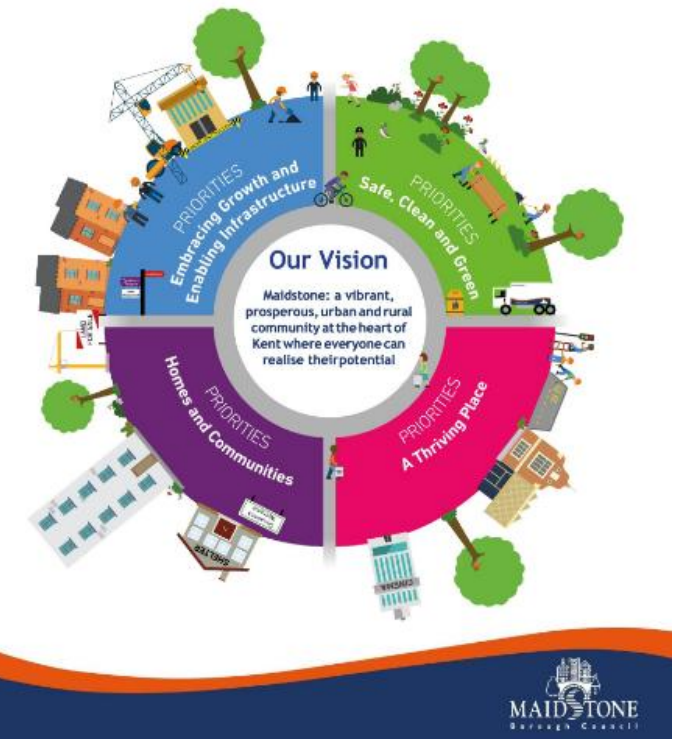 PRIORITIES
Embracing Growth and
Enabling Infrastructure
PRIORITIES
Safe, Clean and Green
Our Vision
Maidstone: a vibrant,
prosperous, urban and rural
community at the heart of
Kent where everyone can
realise theirpotential
PRIORITIES
Homes and Communities
PRIORITIES
A Thriving Place
SHELTER
CINEMA
MAIDSTONE
Borough Council